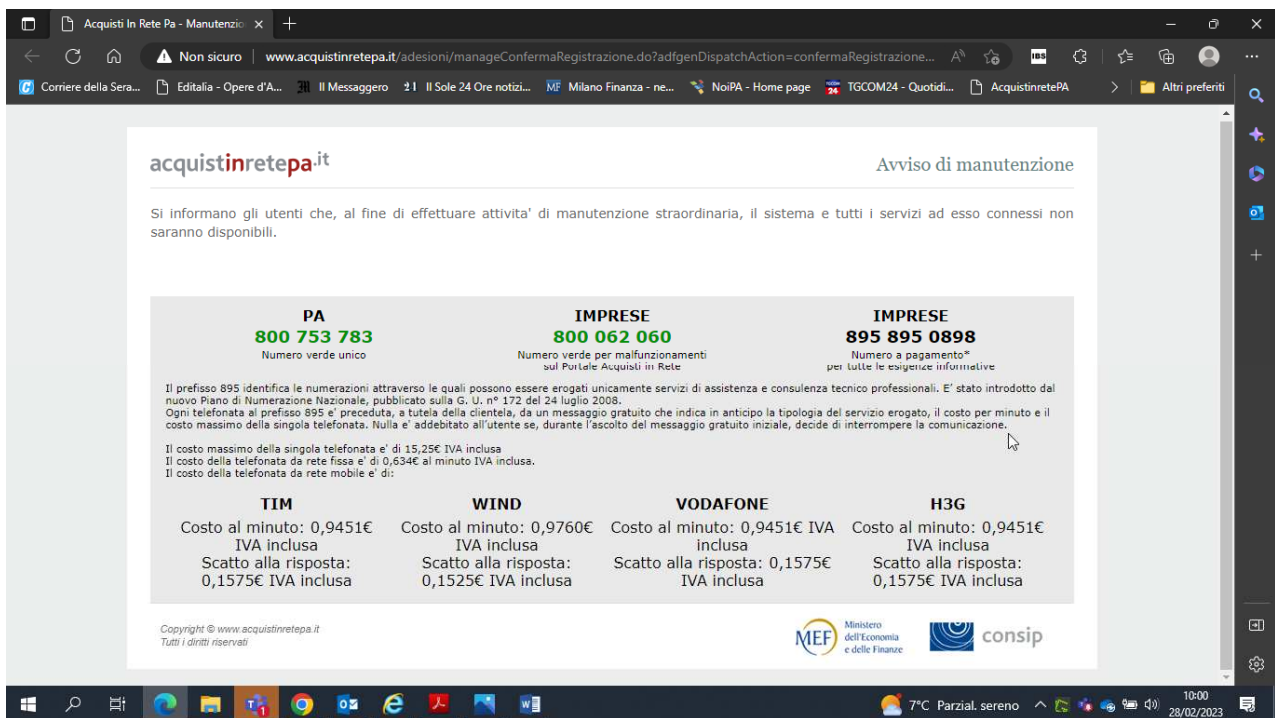 Acquisti In Rete Pa - Manutenzio
Non sicuro | www.acquistinretepa.it/adesioni/manageConfermaRegistrazione.do?adfgenDispatchAction=confermaRegistrazione...
Corriere della Sera... Editalia - Opere d'A... Il Messaggero Il Sole 24 Ore notizi... MF Milano Finanza - ne... NoiPA - Home page TGCOM24 - Quotidi... AcquistinretePA Altri preferiti
acquistinretepa.it
Avviso di manutenzione
Si informano gli utenti che, al fine di effettuare attivita' di manutenzione straordinaria, il sistema e tutti i servizi ad esso connessi non
saranno disponibili.
PA
800 753 783
Numero verde unico
IMPRESE
800 062 060
Numero verde per malfunzionamenti
sul Portale Acquisti in Rete
IMPRESE
895 895 0898
Numero a pagamento*
per tutte le esigenze informative
Il prefisso 895 identifica le numerazioni attraverso le quali possono essere erogati unicamente servizi di assistenza e consulenza tecnico professionali. E' stato introdotto dal
nuovo Piano di Numerazione Nazionale, pubblicato sulla G. U. nº 172 del 24 luglio 2008.
Ogni telefonata al prefisso 895 e' preceduta, a tutela della clientela, da un messaggio gratuito che indica in anticipo la tipologia del servizio erogato, il costo per minuto e il
costo massimo della singola telefonata. Nulla e' addebitato all'utente se, durante l'ascolto del messaggio gratuito iniziale, decide di interrompere la comunicazione.
Il costo massimo della singola telefonata e' di 15,25€ IVA inclusa
Il costo della telefonata da rete fissa e' di 0,634€ al minuto IVA inclusa.
Il costo della telefonata da rete mobile e' di:
TIM
Costo al minuto: 0,9451€
IVA inclusa
Scatto alla risposta:
0,1575€ IVA inclusa
WIND
Costo al minuto: 0,9760€
IVA inclusa
Scatto alla risposta:
0,1525€ IVA inclusa
VODAFONE
Costo al minuto: 0,9451€ IVA
inclusa
Scatto alla risposta: 0,1575€
IVA inclusa
H3G
Costo al minuto: 0,9451€
IVA inclusa
Scatto alla risposta:
0,1575€ IVA inclusa
Copyright © www.acquistinretepa.it
Tutti i diritti riservati
MEF
Ministero
dell'Economia
e delle Finanze
consip
7°C Parzial. sereno
10:00
28/02/2023